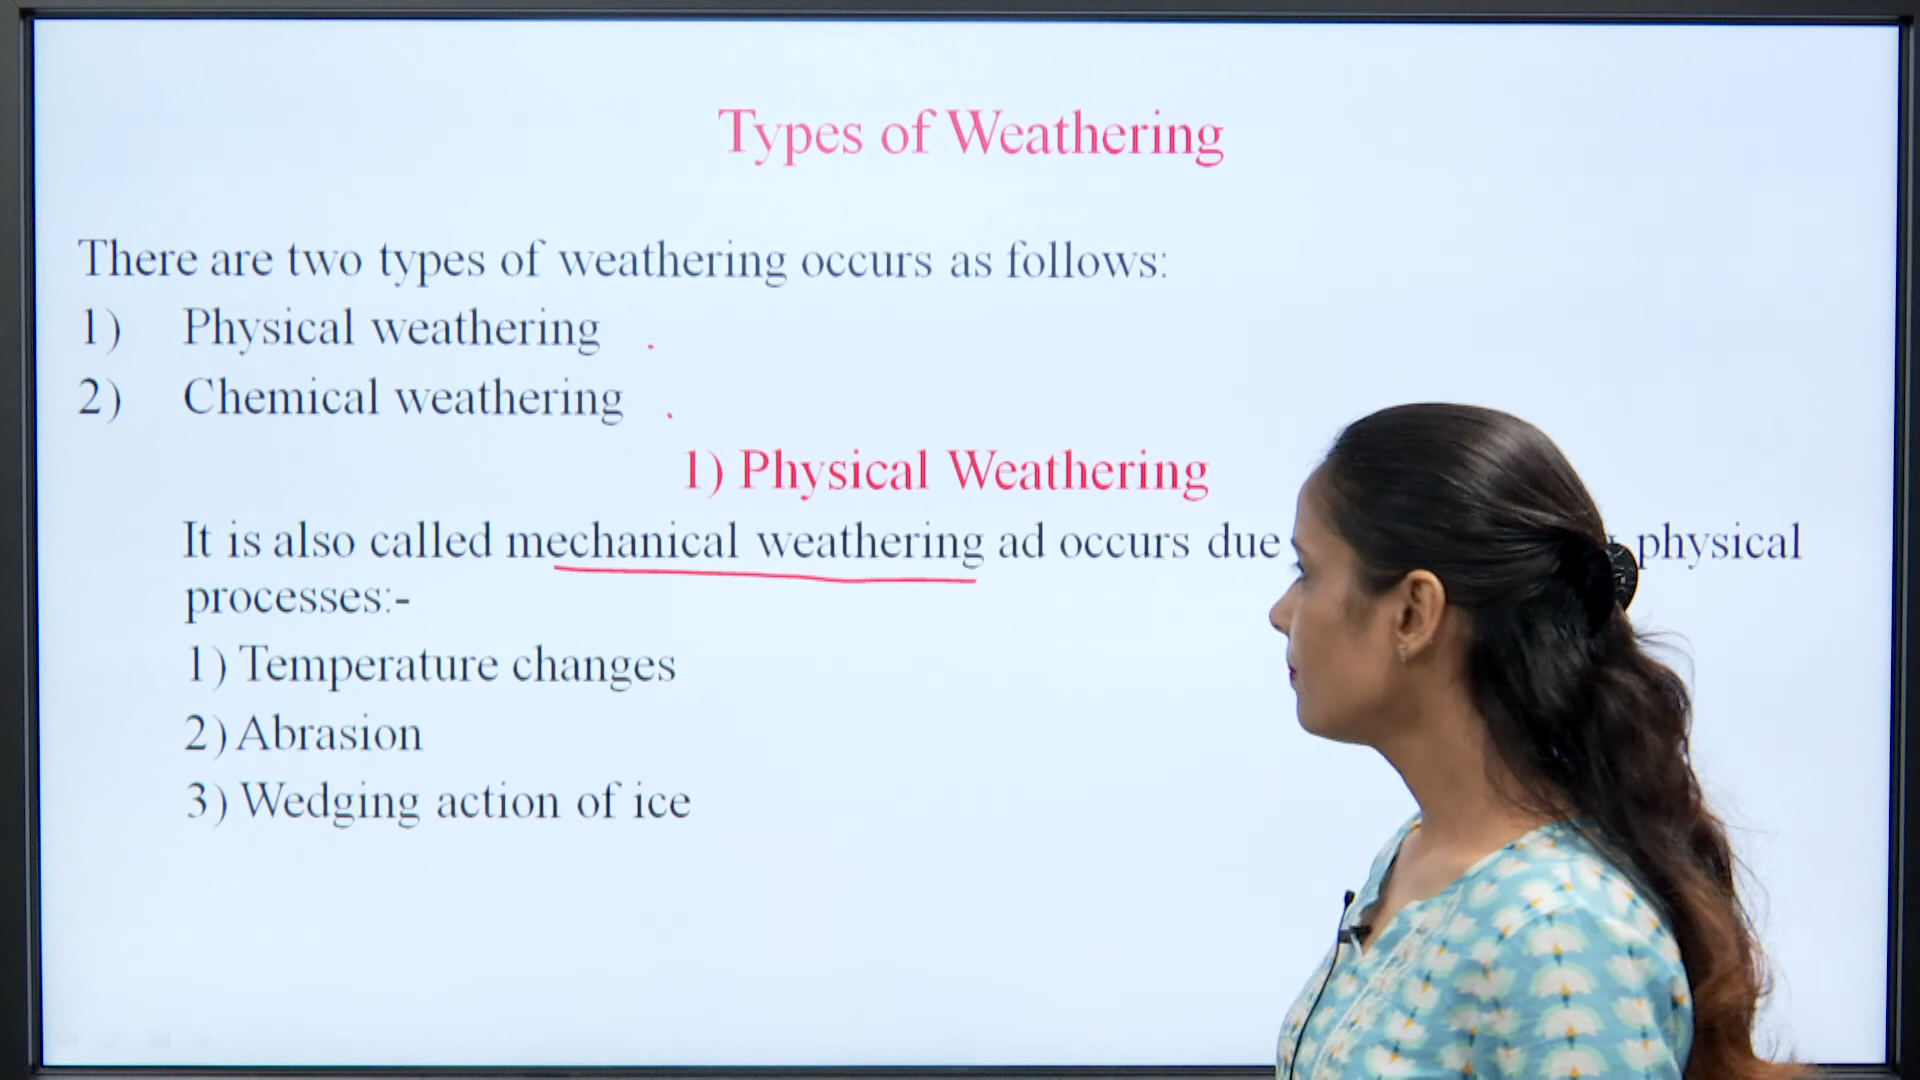 Types of Weathering
There are two types of weathering occurs as follows:
1) Physical weathering
2) Chemical weathering
1) Physical Weathering
It is also called mechanical weathering ad occurs due physical
processes:-
1) Temperature changes
2) Abrasion
3) Wedging action of ice